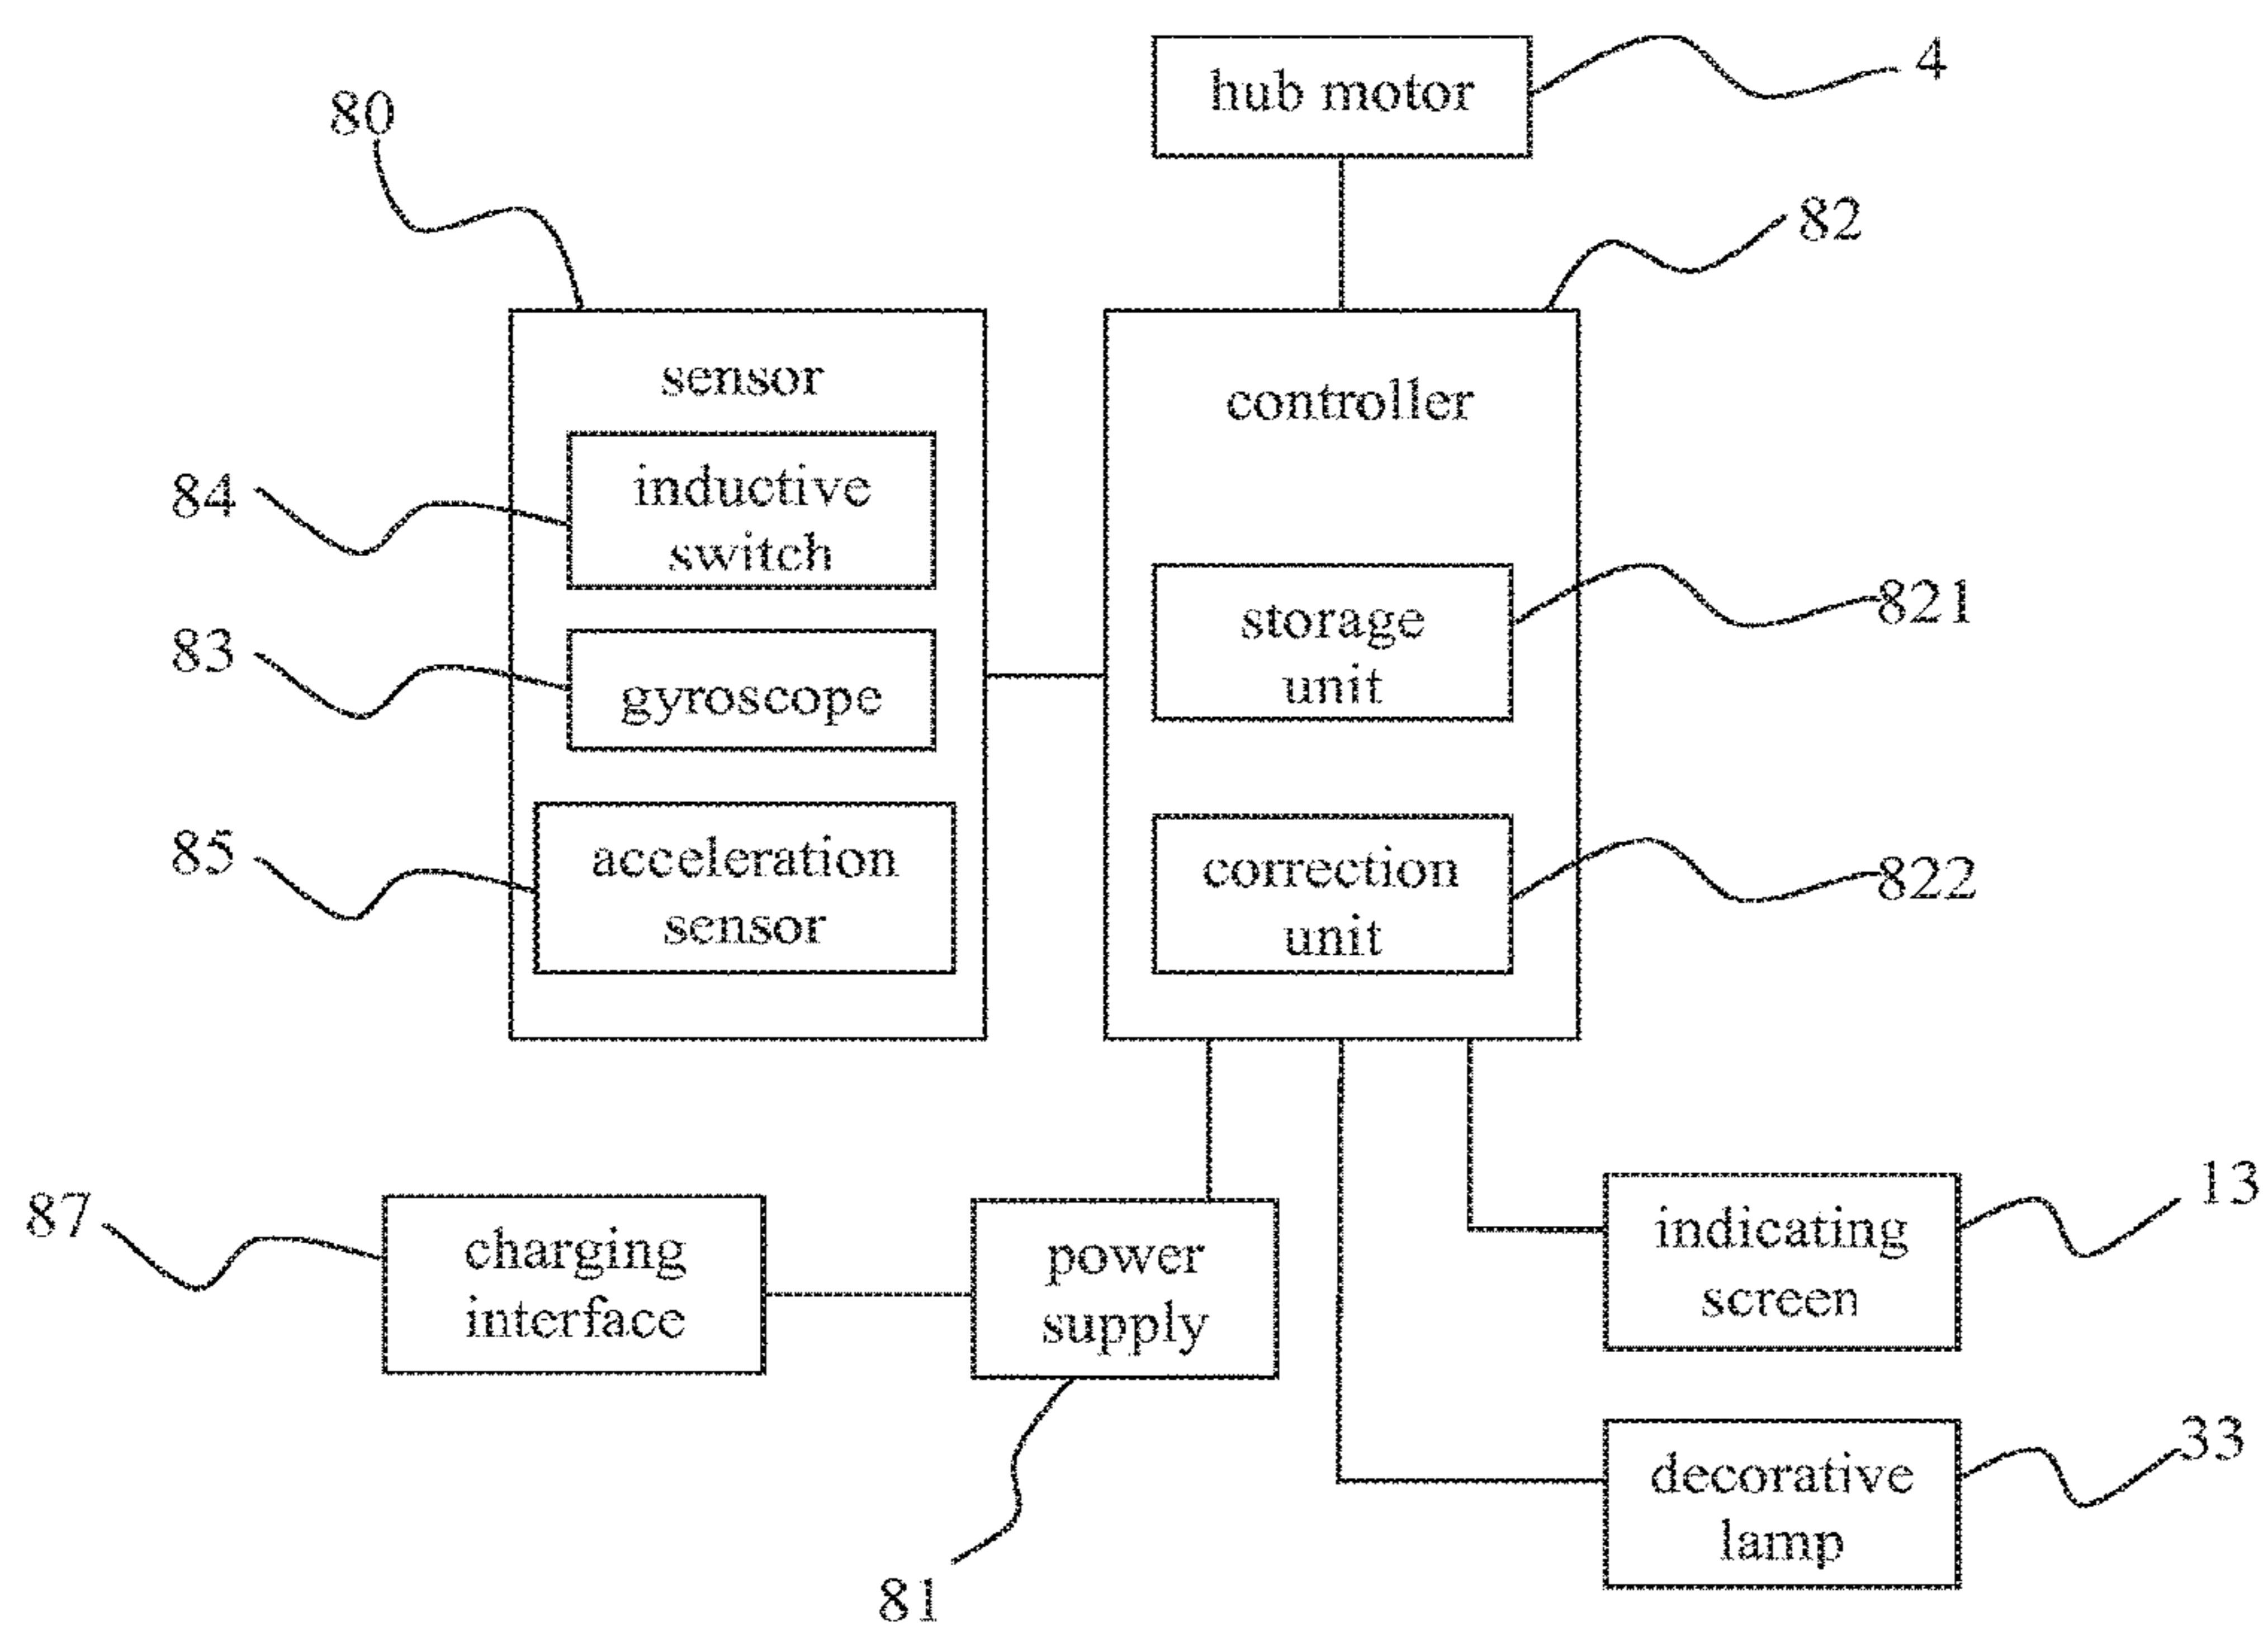 hub motor
4
80
82
sensor
controller
84
inductive
switch
821
storage
unit
83
gyroscope
85
acceleration
sensor
822
correction
unit
87
charging
interface
power
supply
13
indicating
screen
33
decorative
lamp
81